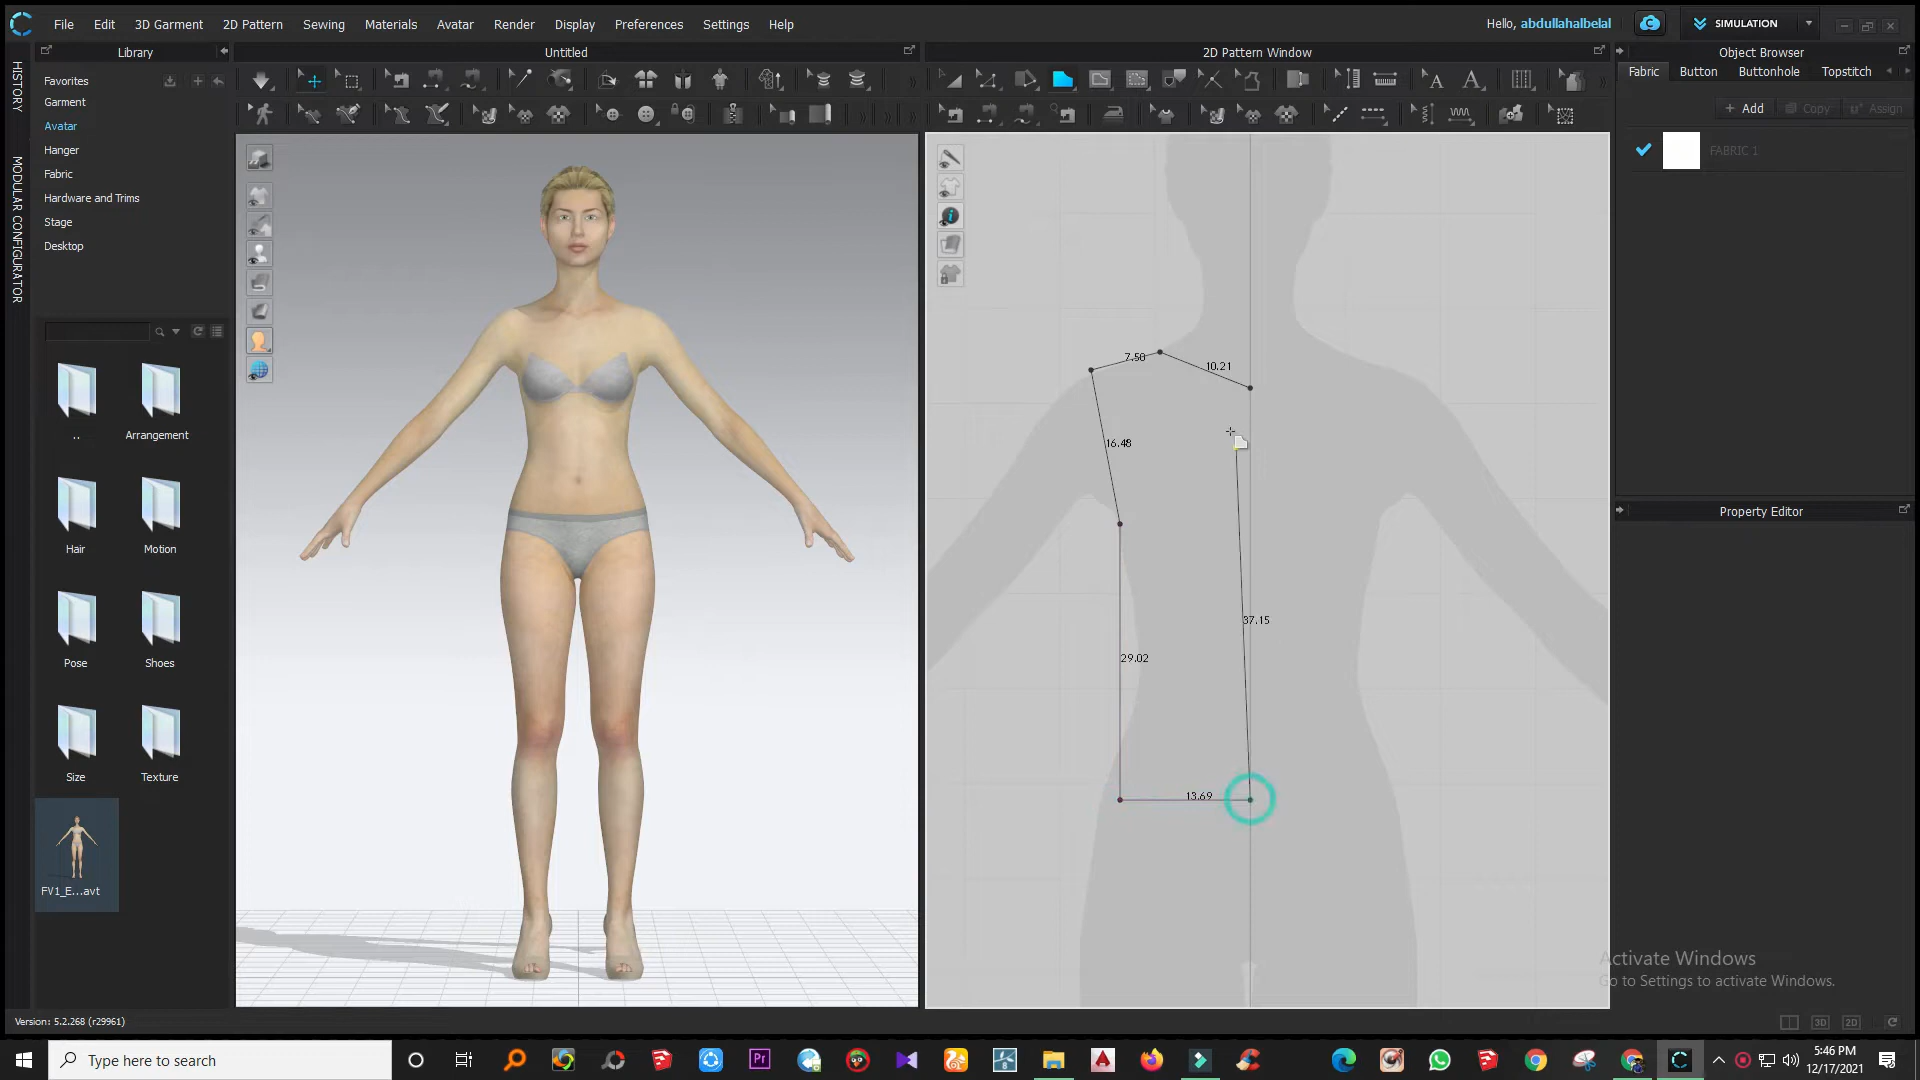 File Edit 3D Garment 2D Pattern Sewing Materials Avatar Render Display Preferences Settings Help
Hello, abdullahalbelal
SIMULATION
HISTORY
MODULAR CONFIGURATOR
Library
Favorites
Garment
Avatar
Hanger
Fabric
Hardware and Trims
Stage
Desktop
..
Arrangement
Hair
Motion
Pose
Shoes
Size
Texture
FV1_E...avt
Untitled
2D Pattern Window
7.50
10.21
16.48
37.15
29.02
13.69
Object Browser
Fabric Button Buttonhole Topstitch
+ Add Copy Assign
FABRIC 1
Property Editor
Activate Windows
Go to Settings to activate Windows.
Version: 5.2.268 (r29961)
3D 2D
Type here to search
Pr
8
5:46 PM
12/17/2021